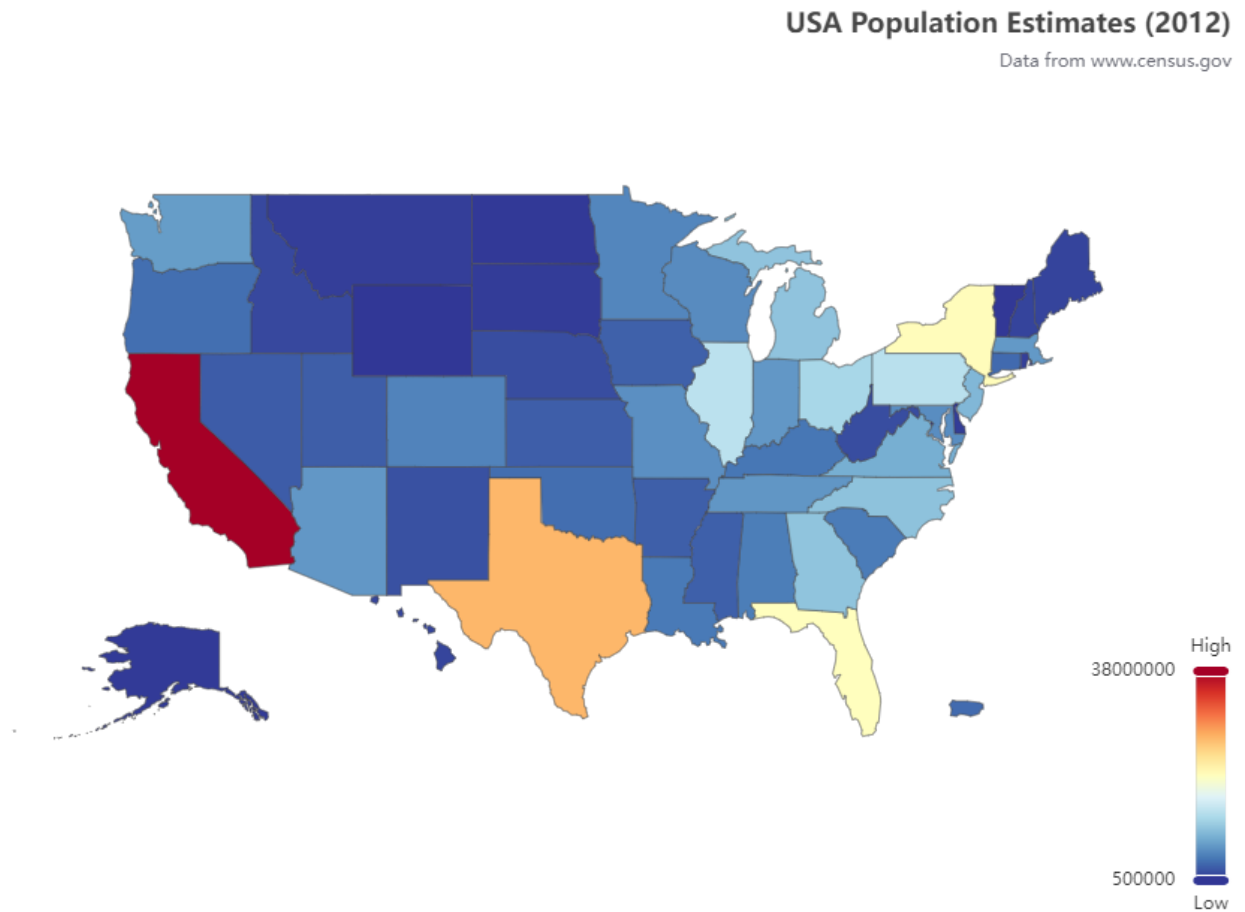 USA Population Estimates (2012)
Data from www.census.gov
High
38000000
500000
Low